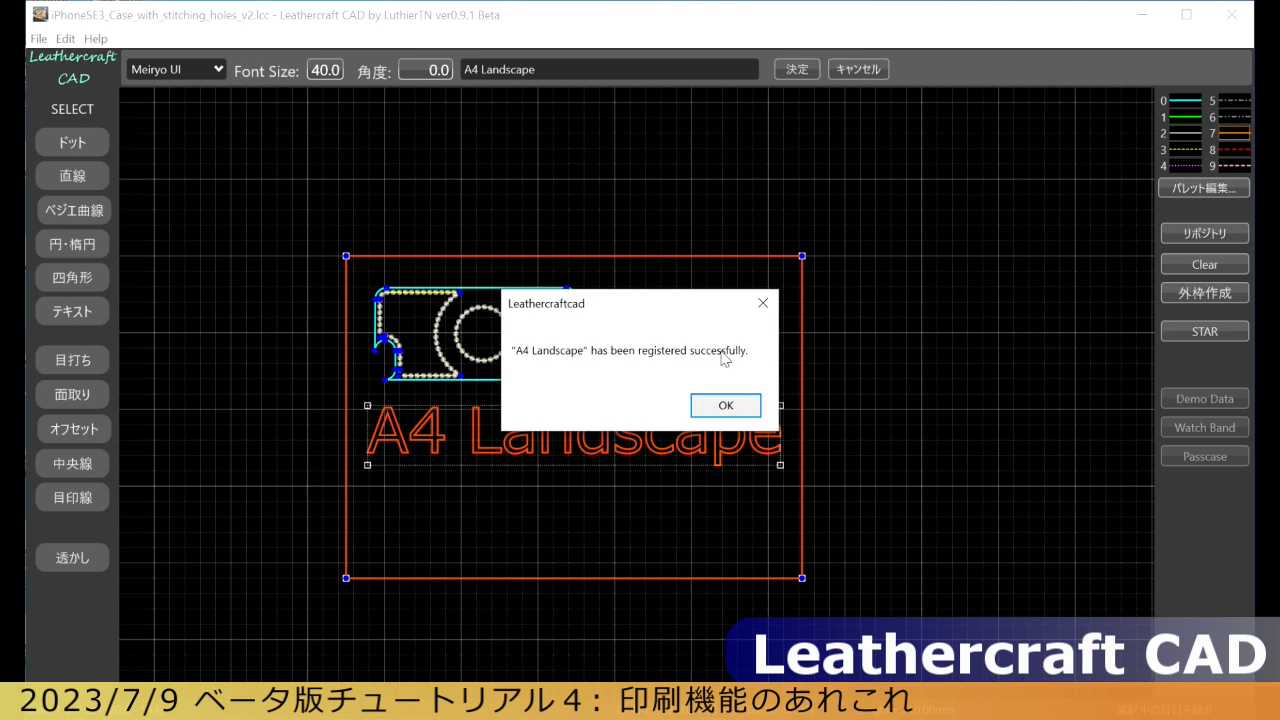 iPhoneSE3_Case_with_stitching_holes_v2.lcc - Leathercraft CAD by LuthierTN ver0.9.1 Beta
File Edit Help
Leathercraft
CAD
Meiryo UI Font Size: 40.0 角度: 0.0 A4 Landscape 決定 キャンセル
SELECT
ドット
直線
ベジエ曲線
円・楕円
四角形
テキスト
目打ち
面取り
オフセット
中央線
目印線
透かし
0 5
1 6
2 7
3 8
4 9
パレット編集...
リポジトリ
Clear
外枠作成
STAR
Demo Data
Watch Band
Passcase
Leathercraftcad
"A4 Landscape" has been registered successfully.
OK
A4 Landscape
Leathercraft CAD
2023/7/9 ベータ版チュートリアル４：印刷機能のあれこれ